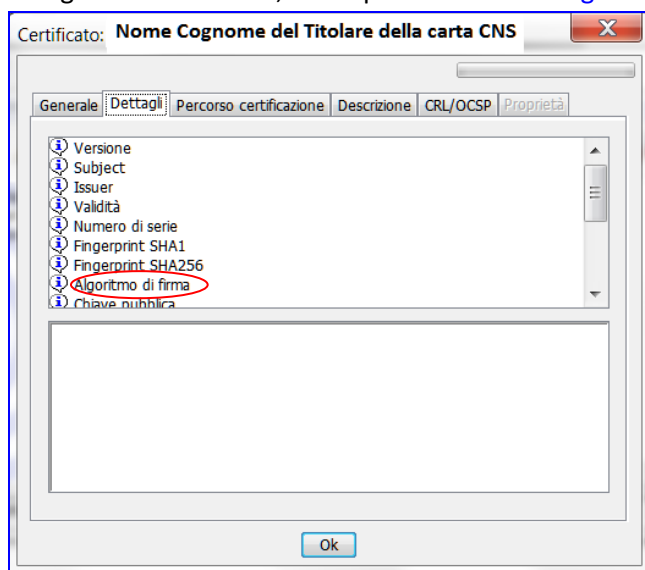 Certificato: Nome Cognome del Titolare della carta CNS
Generale Dettagli Percorso certificazione Descrizione CRL/OCSP Proprietà
Versione
Subject
Issuer
Validità
Numero di serie
Fingerprint SHA1
Fingerprint SHA256
Algoritmo di firma
Chiave pubblica
Ok